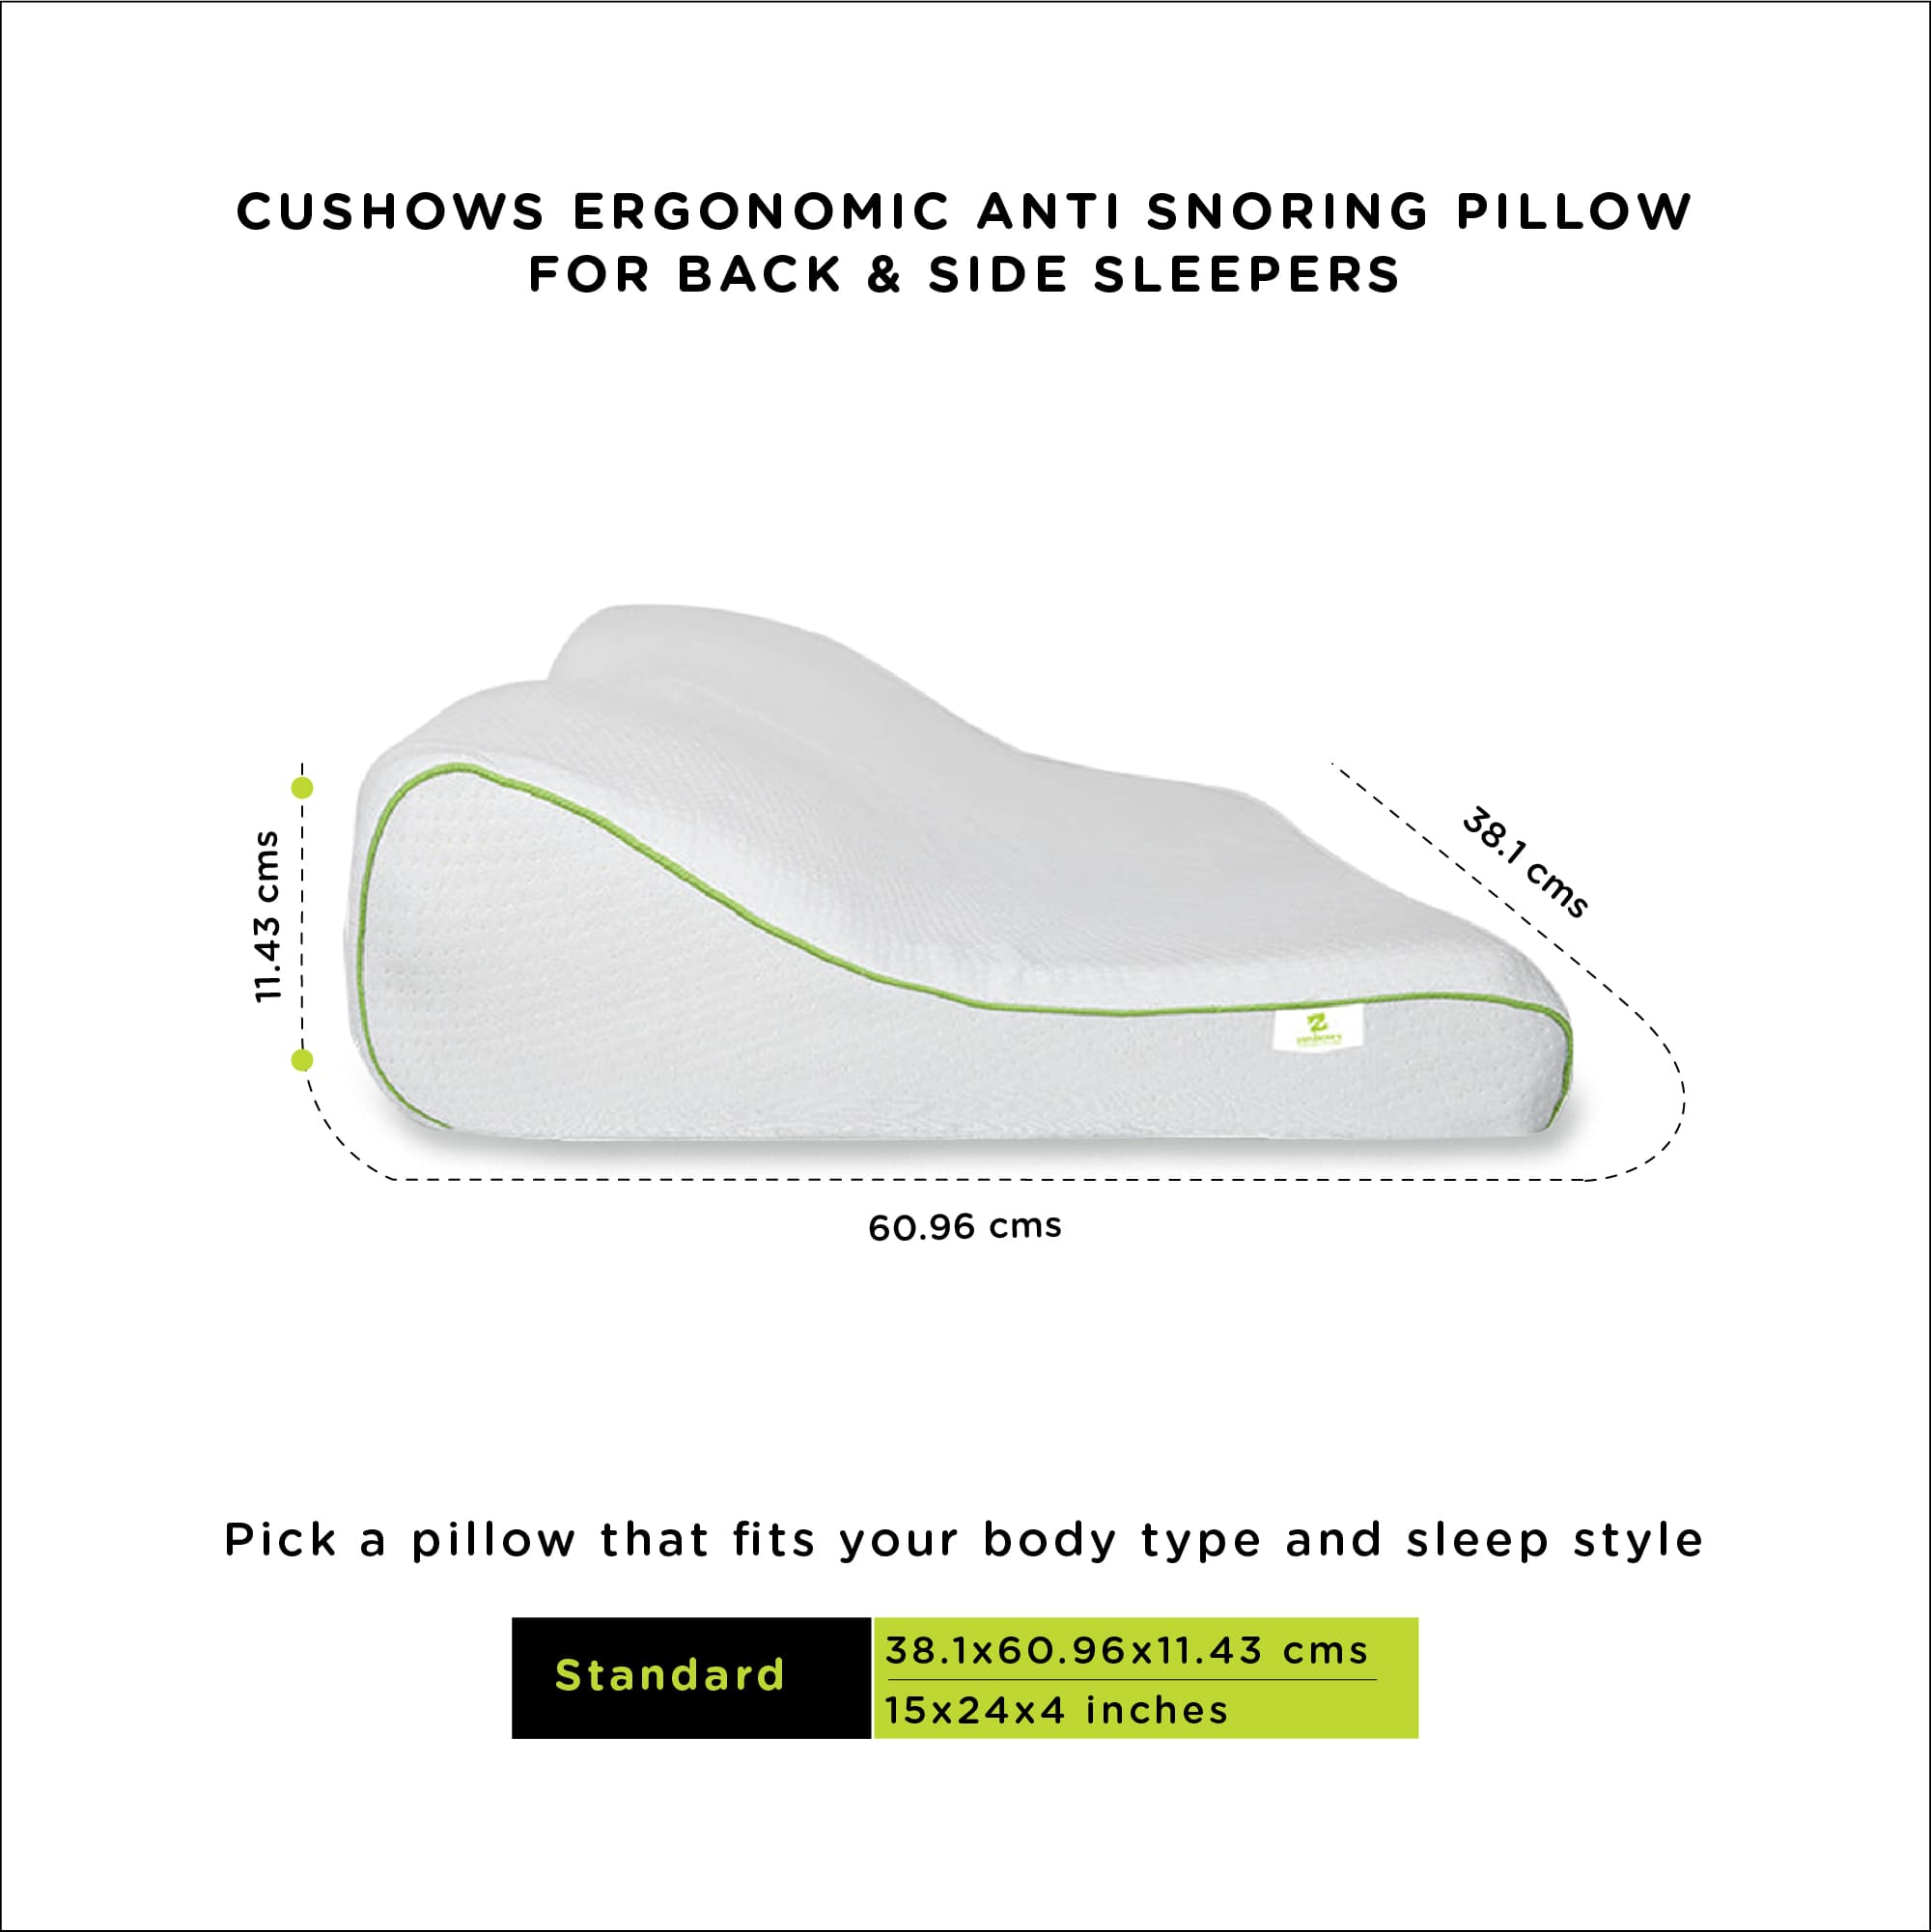 CUSHOWS ERGONOMIC ANTI SNORING PILLOW
FOR BACK & SIDE SLEEPERS
38.1 cms
11.43 cms
Z
60.96 cms
Pick a pillow that fits your body type and sleep style
Standard
38.1x60.96x11.43 cms
15x24x4 inches